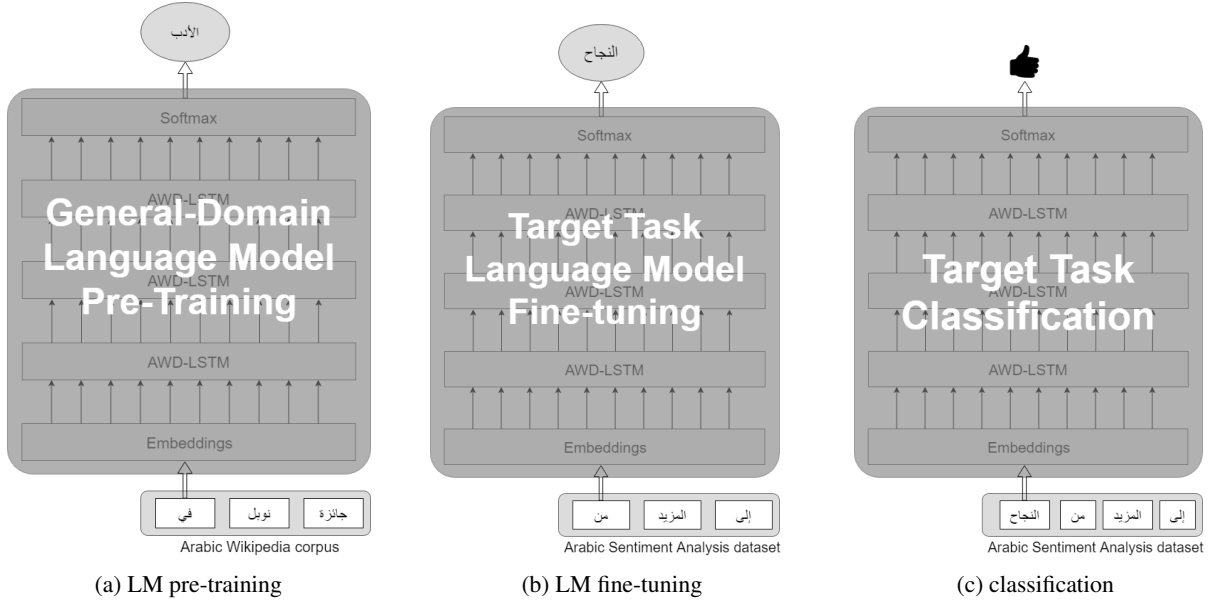 الأدب
Softmax
AWD-LSTM
General-Domain
Language Model
Pre-Training
AWD-LSTM
AWD-LSTM
Embeddings
جائزة نوبل في
Arabic Wikipedia corpus
(a) LM pre-training
النجاح
Softmax
AWD-LSTM
Target Task
Language Model
Fine-tuning
AWD-LSTM
AWD-LSTM
Embeddings
إلى المزيد من
Arabic Sentiment Analysis dataset
(b) LM fine-tuning
Softmax
AWD-LSTM
Target Task
Classification
AWD-LSTM
AWD-LSTM
Embeddings
إلى المزيد من النجاح
Arabic Sentiment Analysis dataset
(c) classification